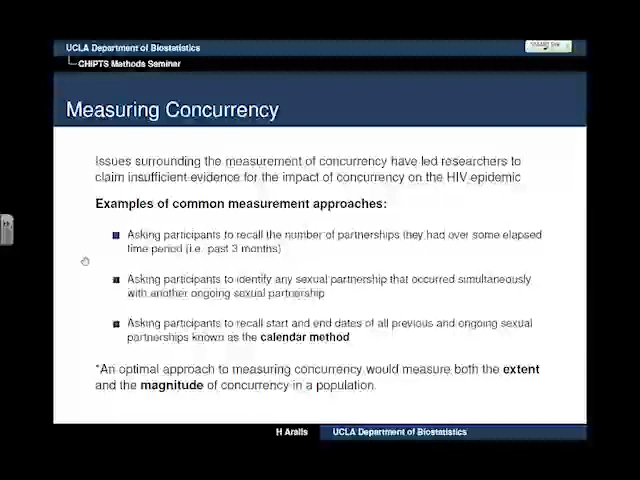 UCLA Department of Biostatistics
CHIPTS Methods Seminar
Measuring Concurrency
Issues surrounding the measurement of concurrency have led researchers to
claim insufficient evidence for the impact of concurrency on the HIV epidemic
Examples of common measurement approaches:
Asking participants to recall the number of partnerships they had over some elapsed
time period (i.e. past 3 months)
Asking participants to identify any sexual partnership that occurred simultaneously
with another ongoing sexual partnership
Asking participants to recall start and end dates of all previous and ongoing sexual
partnerships known as the calendar method
*An optimal approach to measuring concurrency would measure both the extent
and the magnitude of concurrency in a population.
H Aralis UCLA Department of Biostatistics